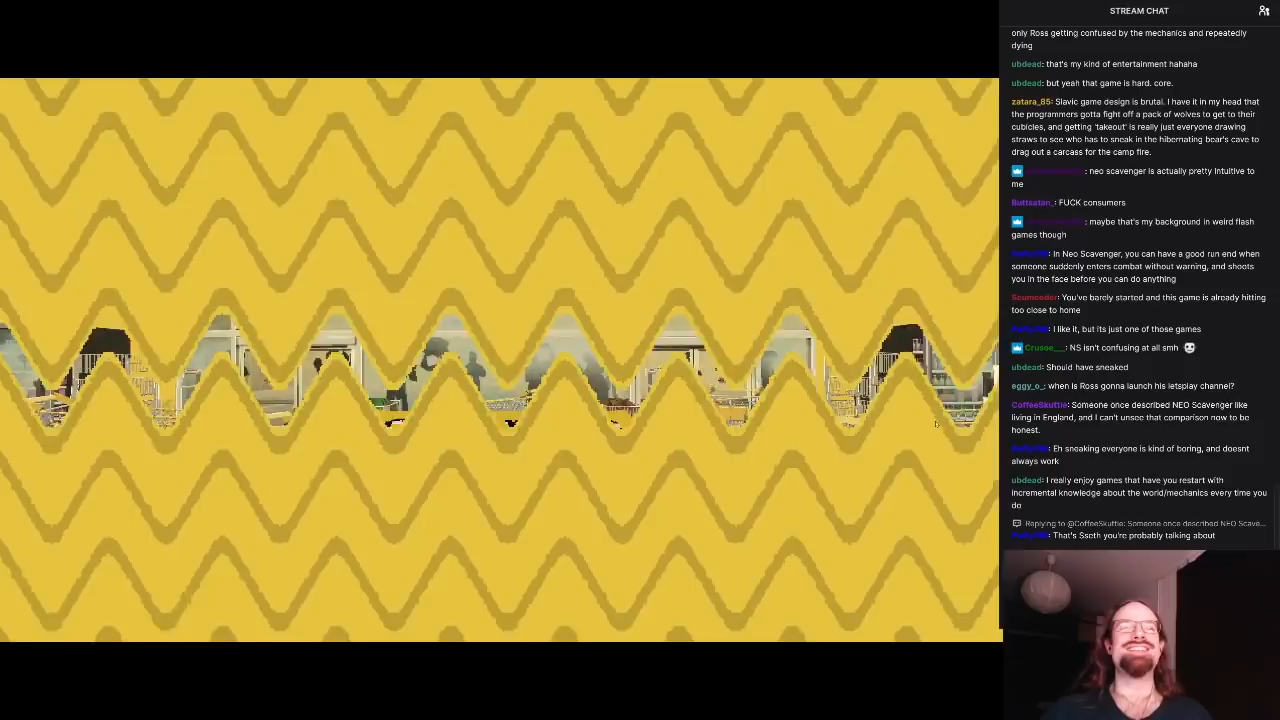 STREAM CHAT
only Ross getting confused by the mechanics and repeatedly
dying
ubdead: that's my kind of entertainment hahaha
ubdead: but yeah that game is hard. core.
zatara_85: Slavic game design is brutal. I have it in my head that
the programmers gotta fight off a pack of wolves to get to their
cubicles, and getting 'takeout' is really just everyone drawing
straws to see who has to sneak in the hibernating bear's cave to
drag out a carcass for the camp fire.
: neo scavenger is actually pretty intuitive to
me
Buttsatan_: FUCK consumers
: maybe that's my background in weird flash
games though
: In Neo Scavenger, you can have a good run end when
someone suddenly enters combat without warning, and shoots
you in the face before you can do anything
Scumcoder: You've barely started and this game is already hitting
too close to home
: I like it, but its just one of those games
Crusoe___: NS isn't confusing at all smh
ubdead: Should have sneaked
eggy_o_: when is Ross gonna launch his letsplay channel?
CoffeeSkuttle: Someone once described NEO Scavenger like
living in England, and I can't unsee that comparison now to be
honest.
: Eh sneaking everyone is kind of boring, and doesnt
always work
ubdead: I really enjoy games that have you restart with
incremental knowledge about the world/mechanics every time you
do
Replying to @CoffeeSkuttle: Someone once described NEO Scave...
: That's Sseth you're probably talking about